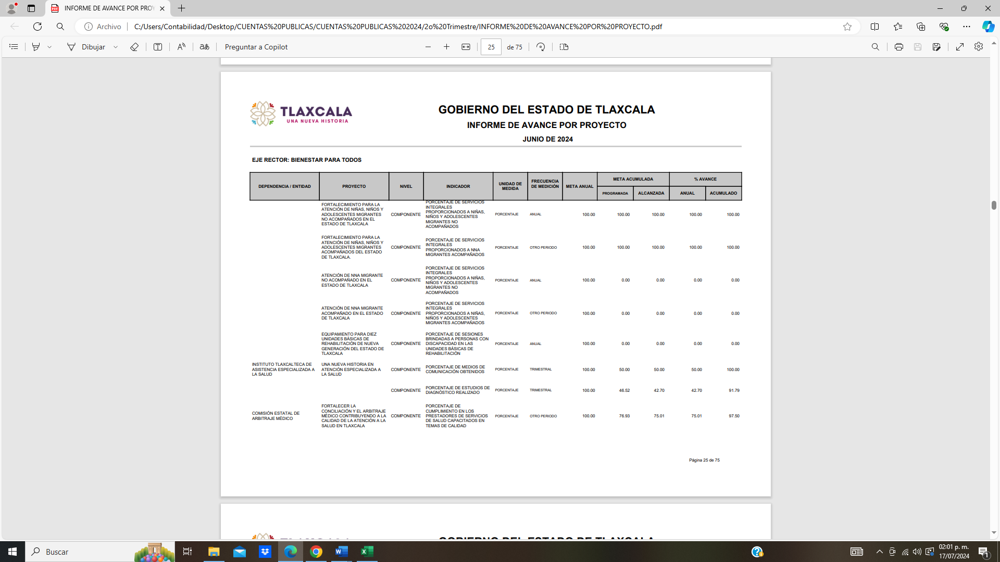 INFORME DE AVANCE POR PROY
Archivo
C:/Users/Contabilidad/Desktop/CUENTAS%20PUBLICAS/CUENTAS%20PUBLICAS%202024/2o%20Trimestre/INFORME%20DE%20AVANCE%20POR%20PROYECTO.pdf
Dibujar
Preguntar a Copilot
25 de 75
TLAXCALA
UNA NUEVA HISTORIA
GOBIERNO DEL ESTADO DE TLAXCALA
INFORME DE AVANCE POR PROYECTO
JUNIO DE 2024
EJE RECTOR: BIENESTAR PARA TODOS
DEPENDENCIA / ENTIDAD
PROYECTO
NIVEL
INDICADOR
UNIDAD DE
MEDIDA
FRECUENCIA
DE MEDICIÓN
META ANUAL
META ACUMULADA
PROGRAMADA
ALCANZADA
% AVANCE
ANUAL
ACUMULADO
FORTALECIMIENTO PARA LA
ATENCIÓN DE NIÑAS, NIÑOS Y
ADOLESCENTES MIGRANTES
NO ACOMPAÑADOS EN EL
ESTADO DE TLAXCALA
COMPONENTE
PORCENTAJE DE SERVICIOS
INTEGRALES
PROPORCIONADOS A NIÑAS,
NIÑOS Y ADOLESCENTES
MIGRANTES NO
ACOMPAÑADOS
PORCENTAJE
ANUAL
100.00
100.00
100.00
100.00
100.00
FORTALECIMIENTO PARA LA
ATENCIÓN DE NIÑAS, NIÑOS Y
ADOLESCENTES MIGRANTES
ACOMPAÑADOS DEL ESTADO
DE TLAXCALA.
COMPONENTE
PORCENTAJE DE SERVICIOS
INTEGRALES
PROPORCIONADOS A NNA
MIGRANTES ACOMPAÑADOS
PORCENTAJE
OTRO PERIODO
100.00
100.00
100.00
100.00
100.00
ATENCIÓN DE NNA MIGRANTE
NO ACOMPAÑADO EN EL
ESTADO DE TLAXCALA
COMPONENTE
PORCENTAJE DE SERVICIOS
INTEGRALES
PROPORCIONADOS A NIÑAS,
NIÑOS Y ADOLESCENTES
MIGRANTES NO
ACOMPAÑADOS
PORCENTAJE
ANUAL
100.00
0.00
0.00
0.00
0.00
ATENCIÓN DE NNA MIGRANTE
ACOMPAÑADO EN EL ESTADO
DE TLAXCALA
COMPONENTE
PORCENTAJE DE SERVICIOS
INTEGRALES
PROPORCIONADOS A NIÑAS,
NIÑOS Y ADOLESCENTES
MIGRANTES ACOMPAÑADOS
PORCENTAJE
OTRO PERIODO
100.00
0.00
0.00
0.00
0.00
EQUIPAMIENTO PARA DIEZ
UNIDADES BÁSICAS DE
REHABILITACIÓN DE NUEVA
GENERACIÓN DEL ESTADO DE
TLAXCALA
COMPONENTE
PORCENTAJE DE SESIONES
BRINDADAS A PERSONAS CON
DISCAPACIDAD EN LAS
UNIDADES BÁSICAS DE
REHABILITACIÓN
PORCENTAJE
ANUAL
100.00
0.00
0.00
0.00
0.00
INSTITUTO TLAXCALTECA DE
ASISTENCIA ESPECIALIZADA A
LA SALUD
UNA NUEVA HISTORIA EN
ATENCIÓN ESPECIALIZADA A
LA SALUD
COMPONENTE
PORCENTAJE DE MEDIOS DE
COMUNICACIÓN OBTENIDOS
PORCENTAJE
TRIMESTRAL
100.00
50.00
50.00
50.00
100.00
COMPONENTE
PORCENTAJE DE ESTUDIOS DE
DIAGNÓSTICO REALIZADO
PORCENTAJE
TRIMESTRAL
100.00
46.52
42.70
42.70
91.79
COMISIÓN ESTATAL DE
ARBITRAJE MÉDICO
FORTALECER LA
CONCILIACIÓN Y EL ARBITRAJE
MÉDICO CONTRIBUYENDO A LA
CALIDAD DE LA ATENCIÓN A LA
SALUD EN TLAXCALA
COMPONENTE
PORCENTAJE DE
CUMPLIMIENTO EN LOS
PRESTADORES DE SERVICIOS
DE SALUD CAPACITADOS EN
TEMAS DE CALIDAD
PORCENTAJE
OTRO PERIODO
100.00
76.93
75.01
75.01
97.50
Página 25 de 75
GOBIERNO DEL ESTADO DE TLAXCALA
Buscar
02:01 p. m.
17/07/2024
1